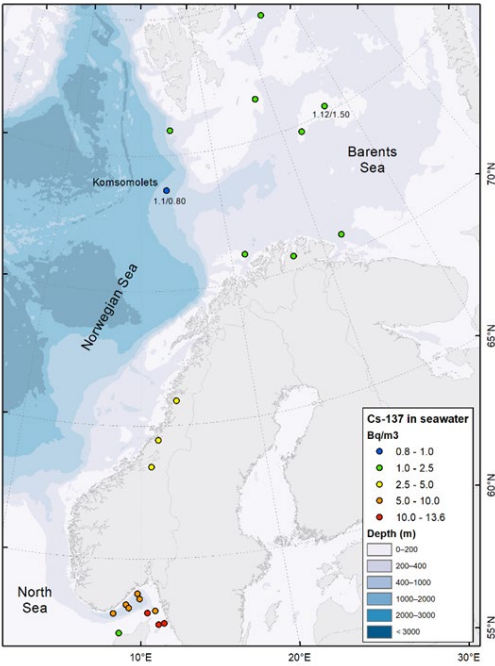 1.12/1.50
Barents
Sea
70°N
Komsomolets
1.1/0.80
Norwegian Sea
65°N
Cs-137 in seawater
Bq/m3
0.8 - 1.0
1.0 - 2.5
2.5 - 5.0
5.0 - 10.0
10.0 - 13.6
Depth (m)
0–200
200–400
400–1000
1000–2000
2000–3000
< 3000
60°N
North
Sea
55°N
10°E
20°E
30°E